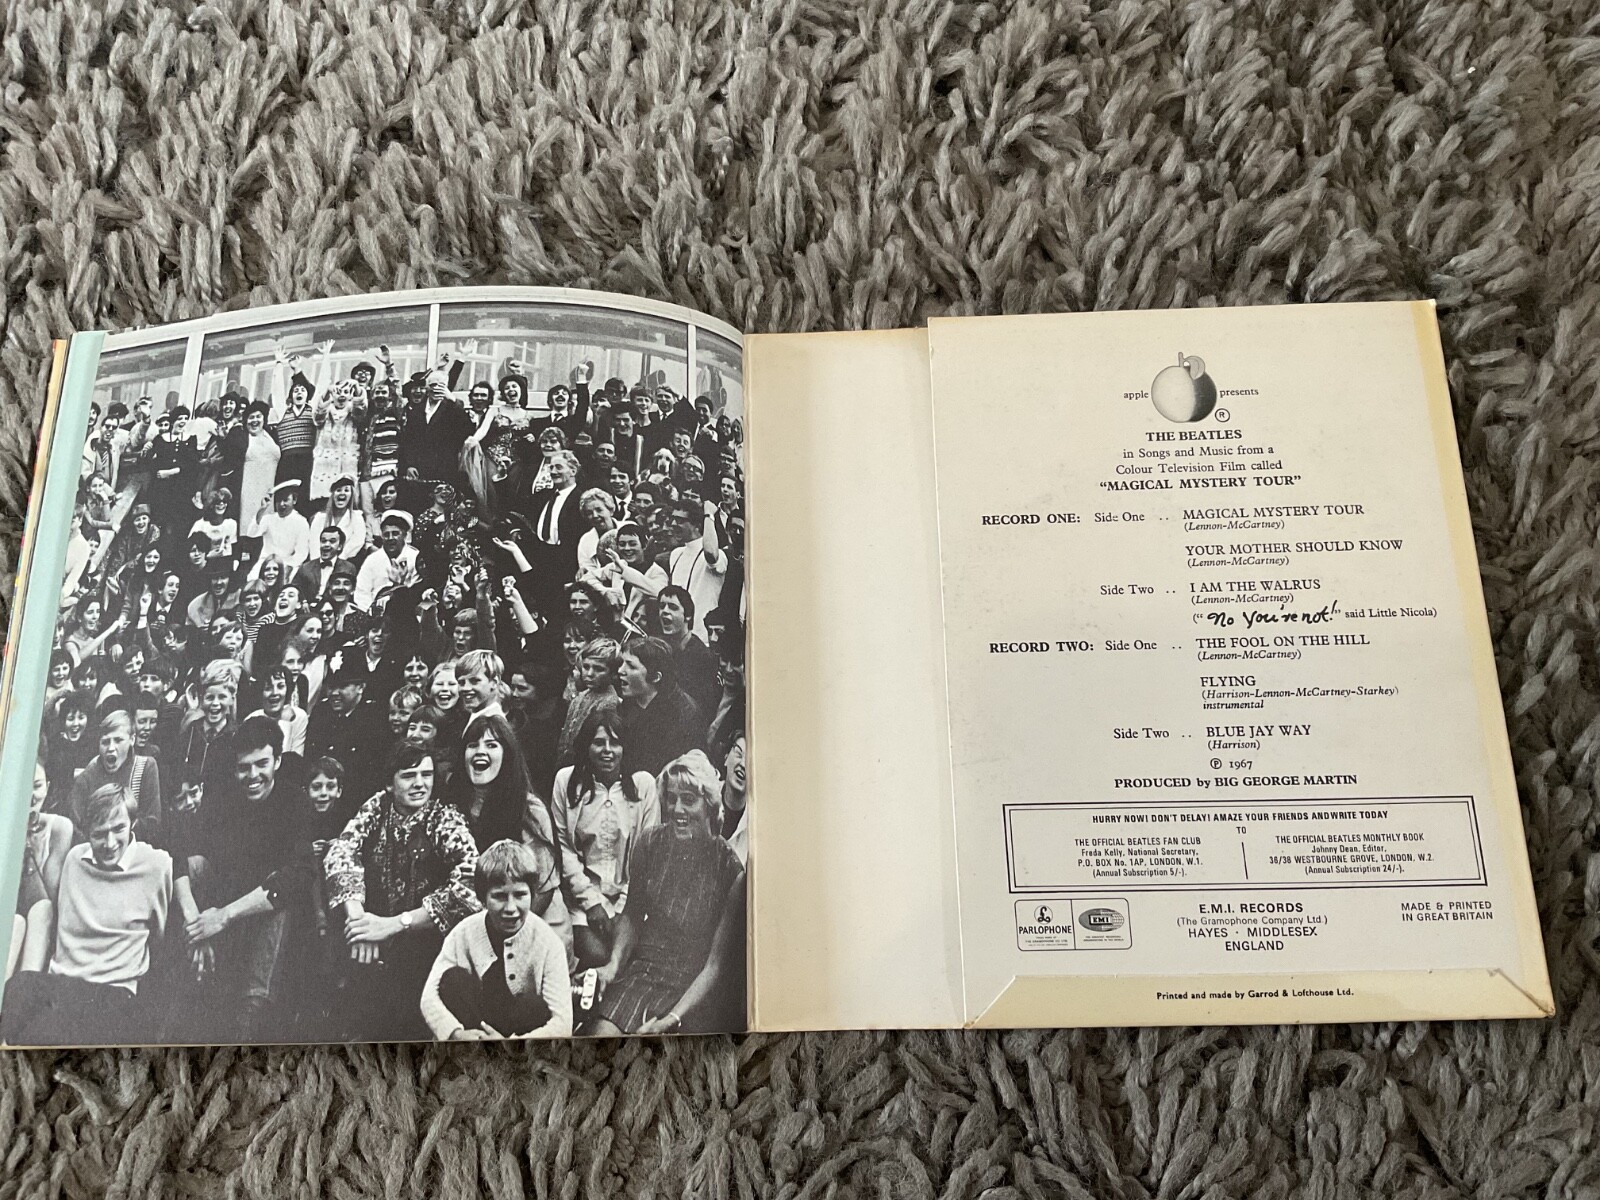 apple presents
®
THE BEATLES
in Songs and Music from a
Colour Television Film called
"MAGICAL MYSTERY TOUR"
RECORD ONE: Side One .. MAGICAL MYSTERY TOUR
(Lennon-McCartney)
YOUR MOTHER SHOULD KNOW
(Lennon-McCartney)
Side Two .. I AM THE WALRUS
(Lennon-McCartney)
("No You're not!" said Little Nicola)
RECORD TWO: Side One .. THE FOOL ON THE HILL
(Lennon-McCartney)
FLYING
(Harrison-Lennon-McCartney-Starkey)
instrumental
Side Two .. BLUE JAY WAY
(Harrison)
℗ 1967
PRODUCED by BIG GEORGE MARTIN
HURRY NOW! DON'T DELAY! AMAZE YOUR FRIENDS ANDWRITE TODAY
TO
THE OFFICIAL BEATLES FAN CLUB
Freda Kelly, National Secretary,
P.O. BOX No. 1AP, LONDON, W.1.
(Annual Subscription 5/-).
THE OFFICIAL BEATLES MONTHLY BOOK
Johnny Dean, Editor,
36/38 WESTBOURNE GROVE, LONDON, W.2.
(Annual Subscription 24/-).
PARLOPHONE
EMI
E.M.I. RECORDS
(The Gramophone Company Ltd.)
HAYES · MIDDLESEX
ENGLAND
MADE & PRINTED
IN GREAT BRITAIN
Printed and made by Garrod & Lofthouse Ltd.